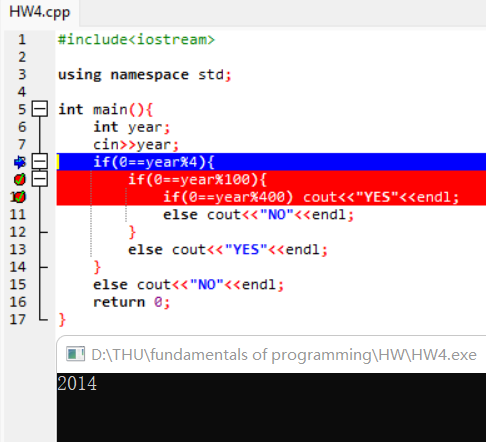 HW4.cpp
1 #include<iostream>
2
3 using namespace std;
4
5 int main(){
6 int year;
7 cin>>year;
if(0==year%4){
if(0==year%100){
if(0==year%400) cout<<"YES"<<endl;
11 else cout<<"NO"<<endl;
12 }
13 else cout<<"YES"<<endl;
14 }
15 else cout<<"NO"<<endl;
16 return 0;
17 }
D:\THU\fundamentals of programming\HW\HW4.exe
2014